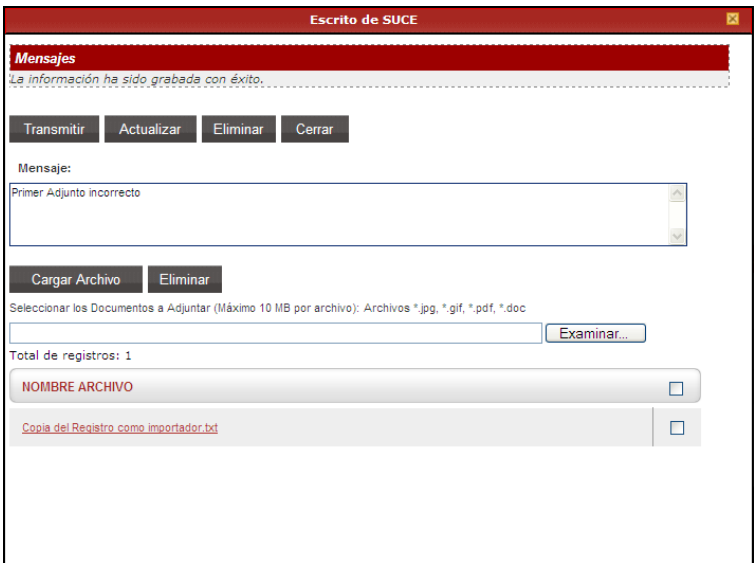 Escrito de SUCE
Mensajes
La información ha sido grabada con éxito.
Transmitir Actualizar Eliminar Cerrar
Mensaje:
Primer Adjunto incorrecto
Cargar Archivo Eliminar
Seleccionar los Documentos a Adjuntar (Máximo 10 MB por archivo): Archivos *.jpg, *.gif, *.pdf, *.doc
Examinar...
Total de registros: 1
NOMBRE ARCHIVO
Copia del Registro como importador.txt